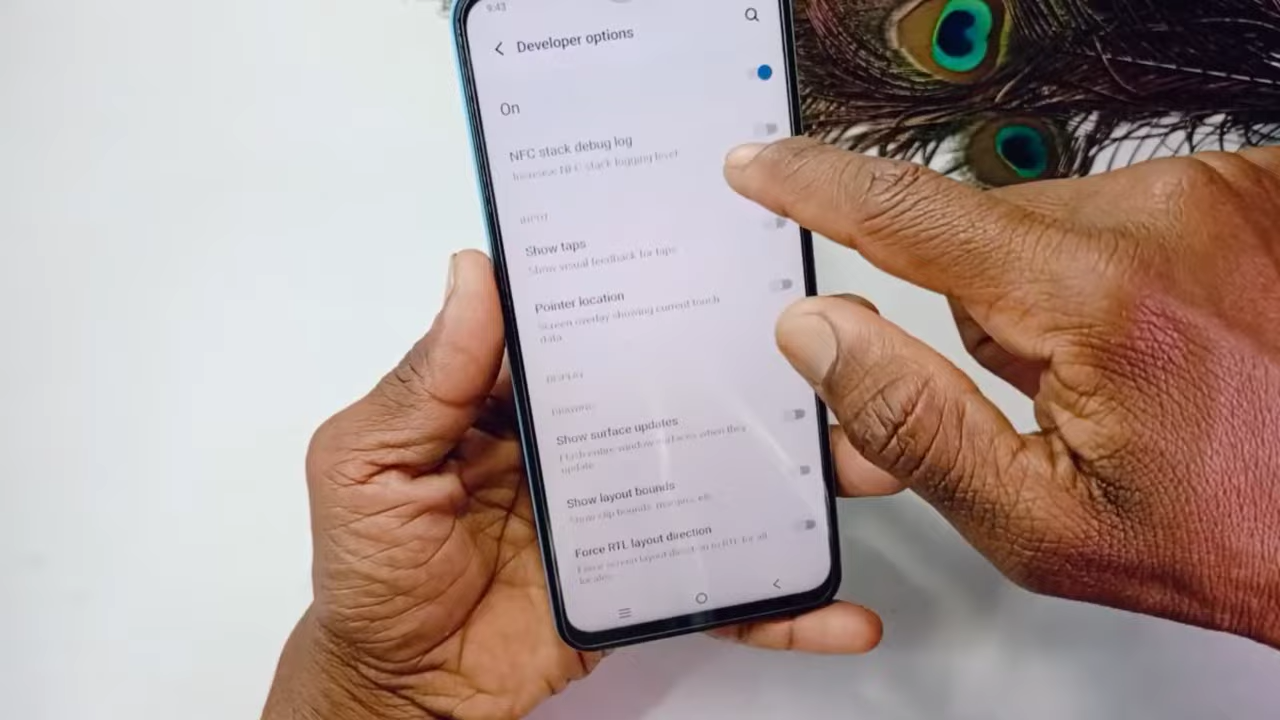 9:43
Developer options
On
NFC stack debug log
Increase NFC stack logging level
INPUT
Show taps
Show visual feedback for taps
Pointer location
Screen overlay showing current touch
data
DISPLAY
DRAWING
Show surface updates
Flash entire window surfaces when they
update
Show layout bounds
Show clip bounds, margins, etc.
Force RTL layout direction
Force screen layout direction to RTL for all
locales